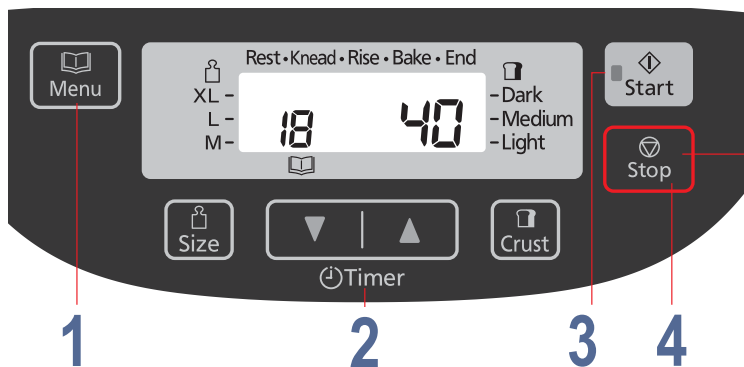 Menu
Rest • Knead • Rise • Bake • End
XL
L
M
18
40
Dark
Medium
Light
Start
Stop
Size
Timer
Crust
1
2
3
4